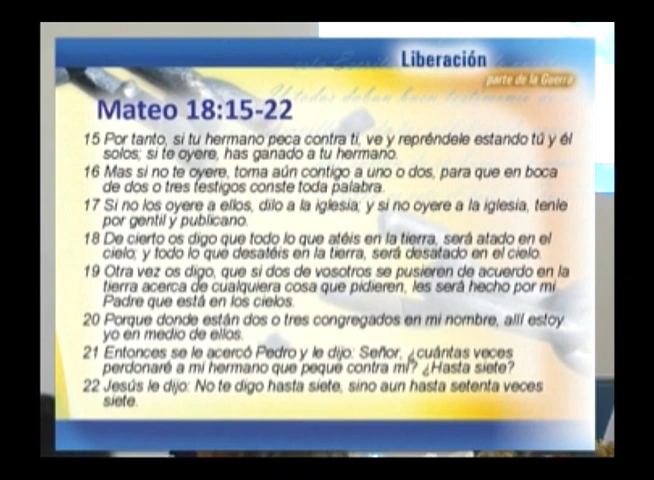 Liberación
parte de la Guerra
Mateo 18:15-22
15 Por tanto, si tu hermano peca contra ti, ve y repréndele estando tú y él
solos; si te oyere, has ganado a tu hermano.
16 Mas si no te oyere, toma aún contigo a uno o dos, para que en boca
de dos o tres testigos conste toda palabra.
17 Si no los oyere a ellos, dilo a la iglesia; y si no oyere a la iglesia, tenle
por gentil y publicano.
18 De cierto os digo que todo lo que atéis en la tierra, será atado en el
cielo; y todo lo que desatéis en la tierra, será desatado en el cielo.
19 Otra vez os digo, que si dos de vosotros se pusieren de acuerdo en la
tierra acerca de cualquiera cosa que pidieren, les será hecho por mi
Padre que está en los cielos.
20 Porque donde están dos o tres congregados en mi nombre, allí estoy
yo en medio de ellos.
21 Entonces se le acercó Pedro y le dijo: Señor, ¿cuántas veces
perdonaré a mi hermano que peque contra mí? ¿Hasta siete?
22 Jesús le dijo: No te digo hasta siete, sino aun hasta setenta veces
siete.